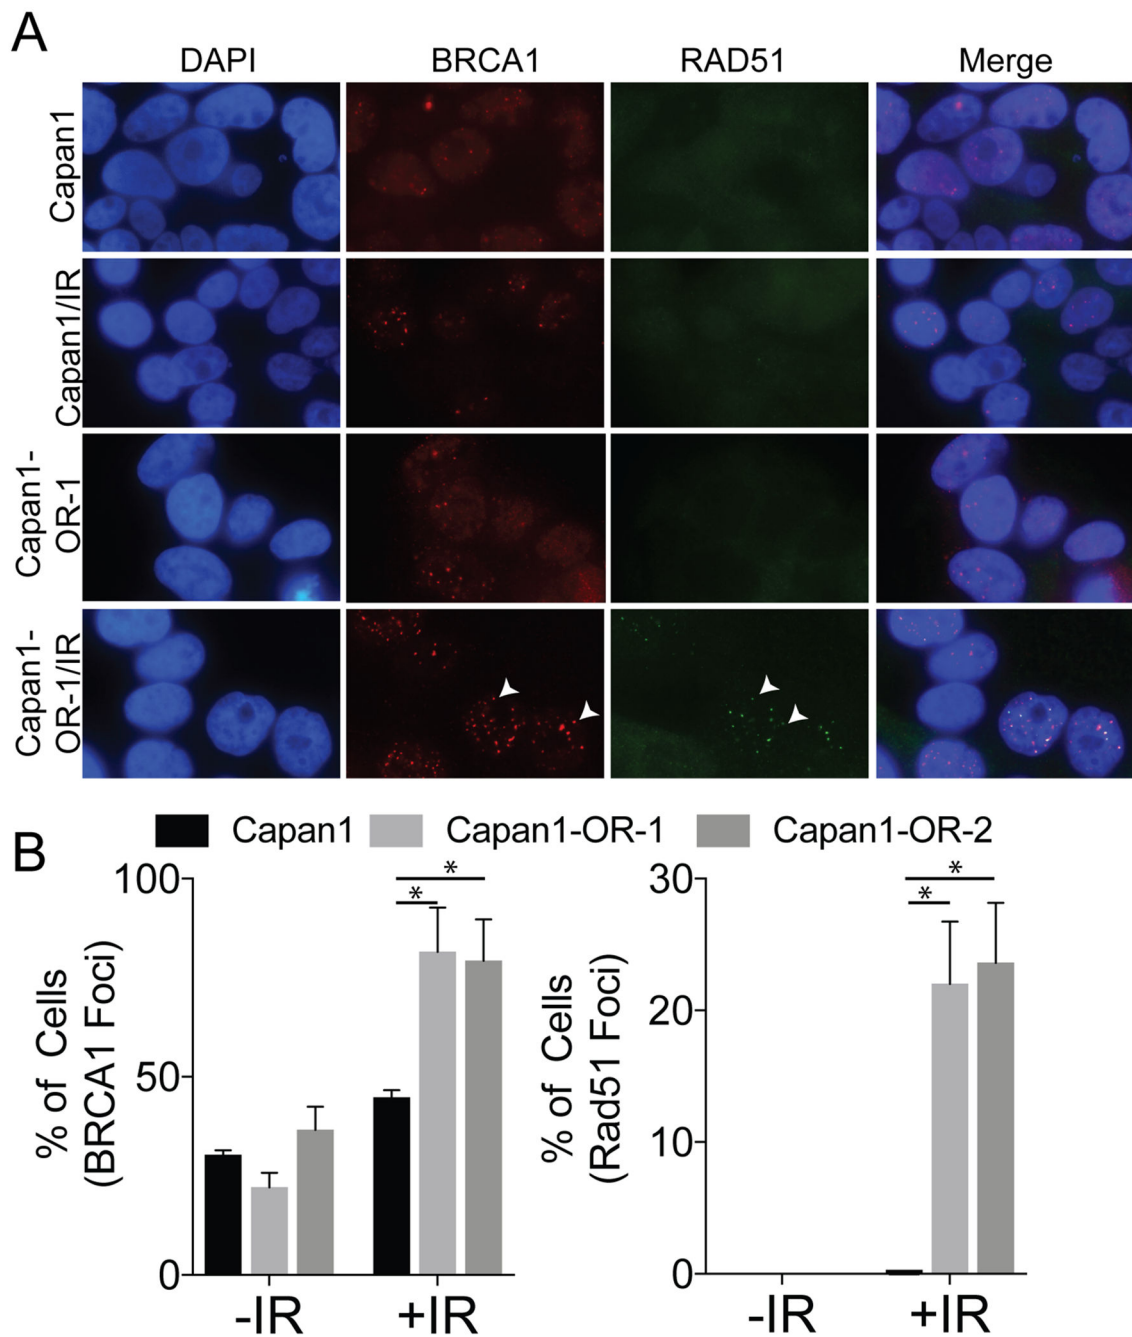 A
DAPI BRCA1 RAD51 Merge
Capan1
Capan1/IR
Capan1-
OR-1
Capan1-
OR-1/IR
B
Capan1 Capan1-OR-1 Capan1-OR-2
% of Cells
(BRCA1 Foci)
100
50
0
* *
-IR +IR
% of Cells
(Rad51 Foci)
30
20
10
0
* *
-IR +IR